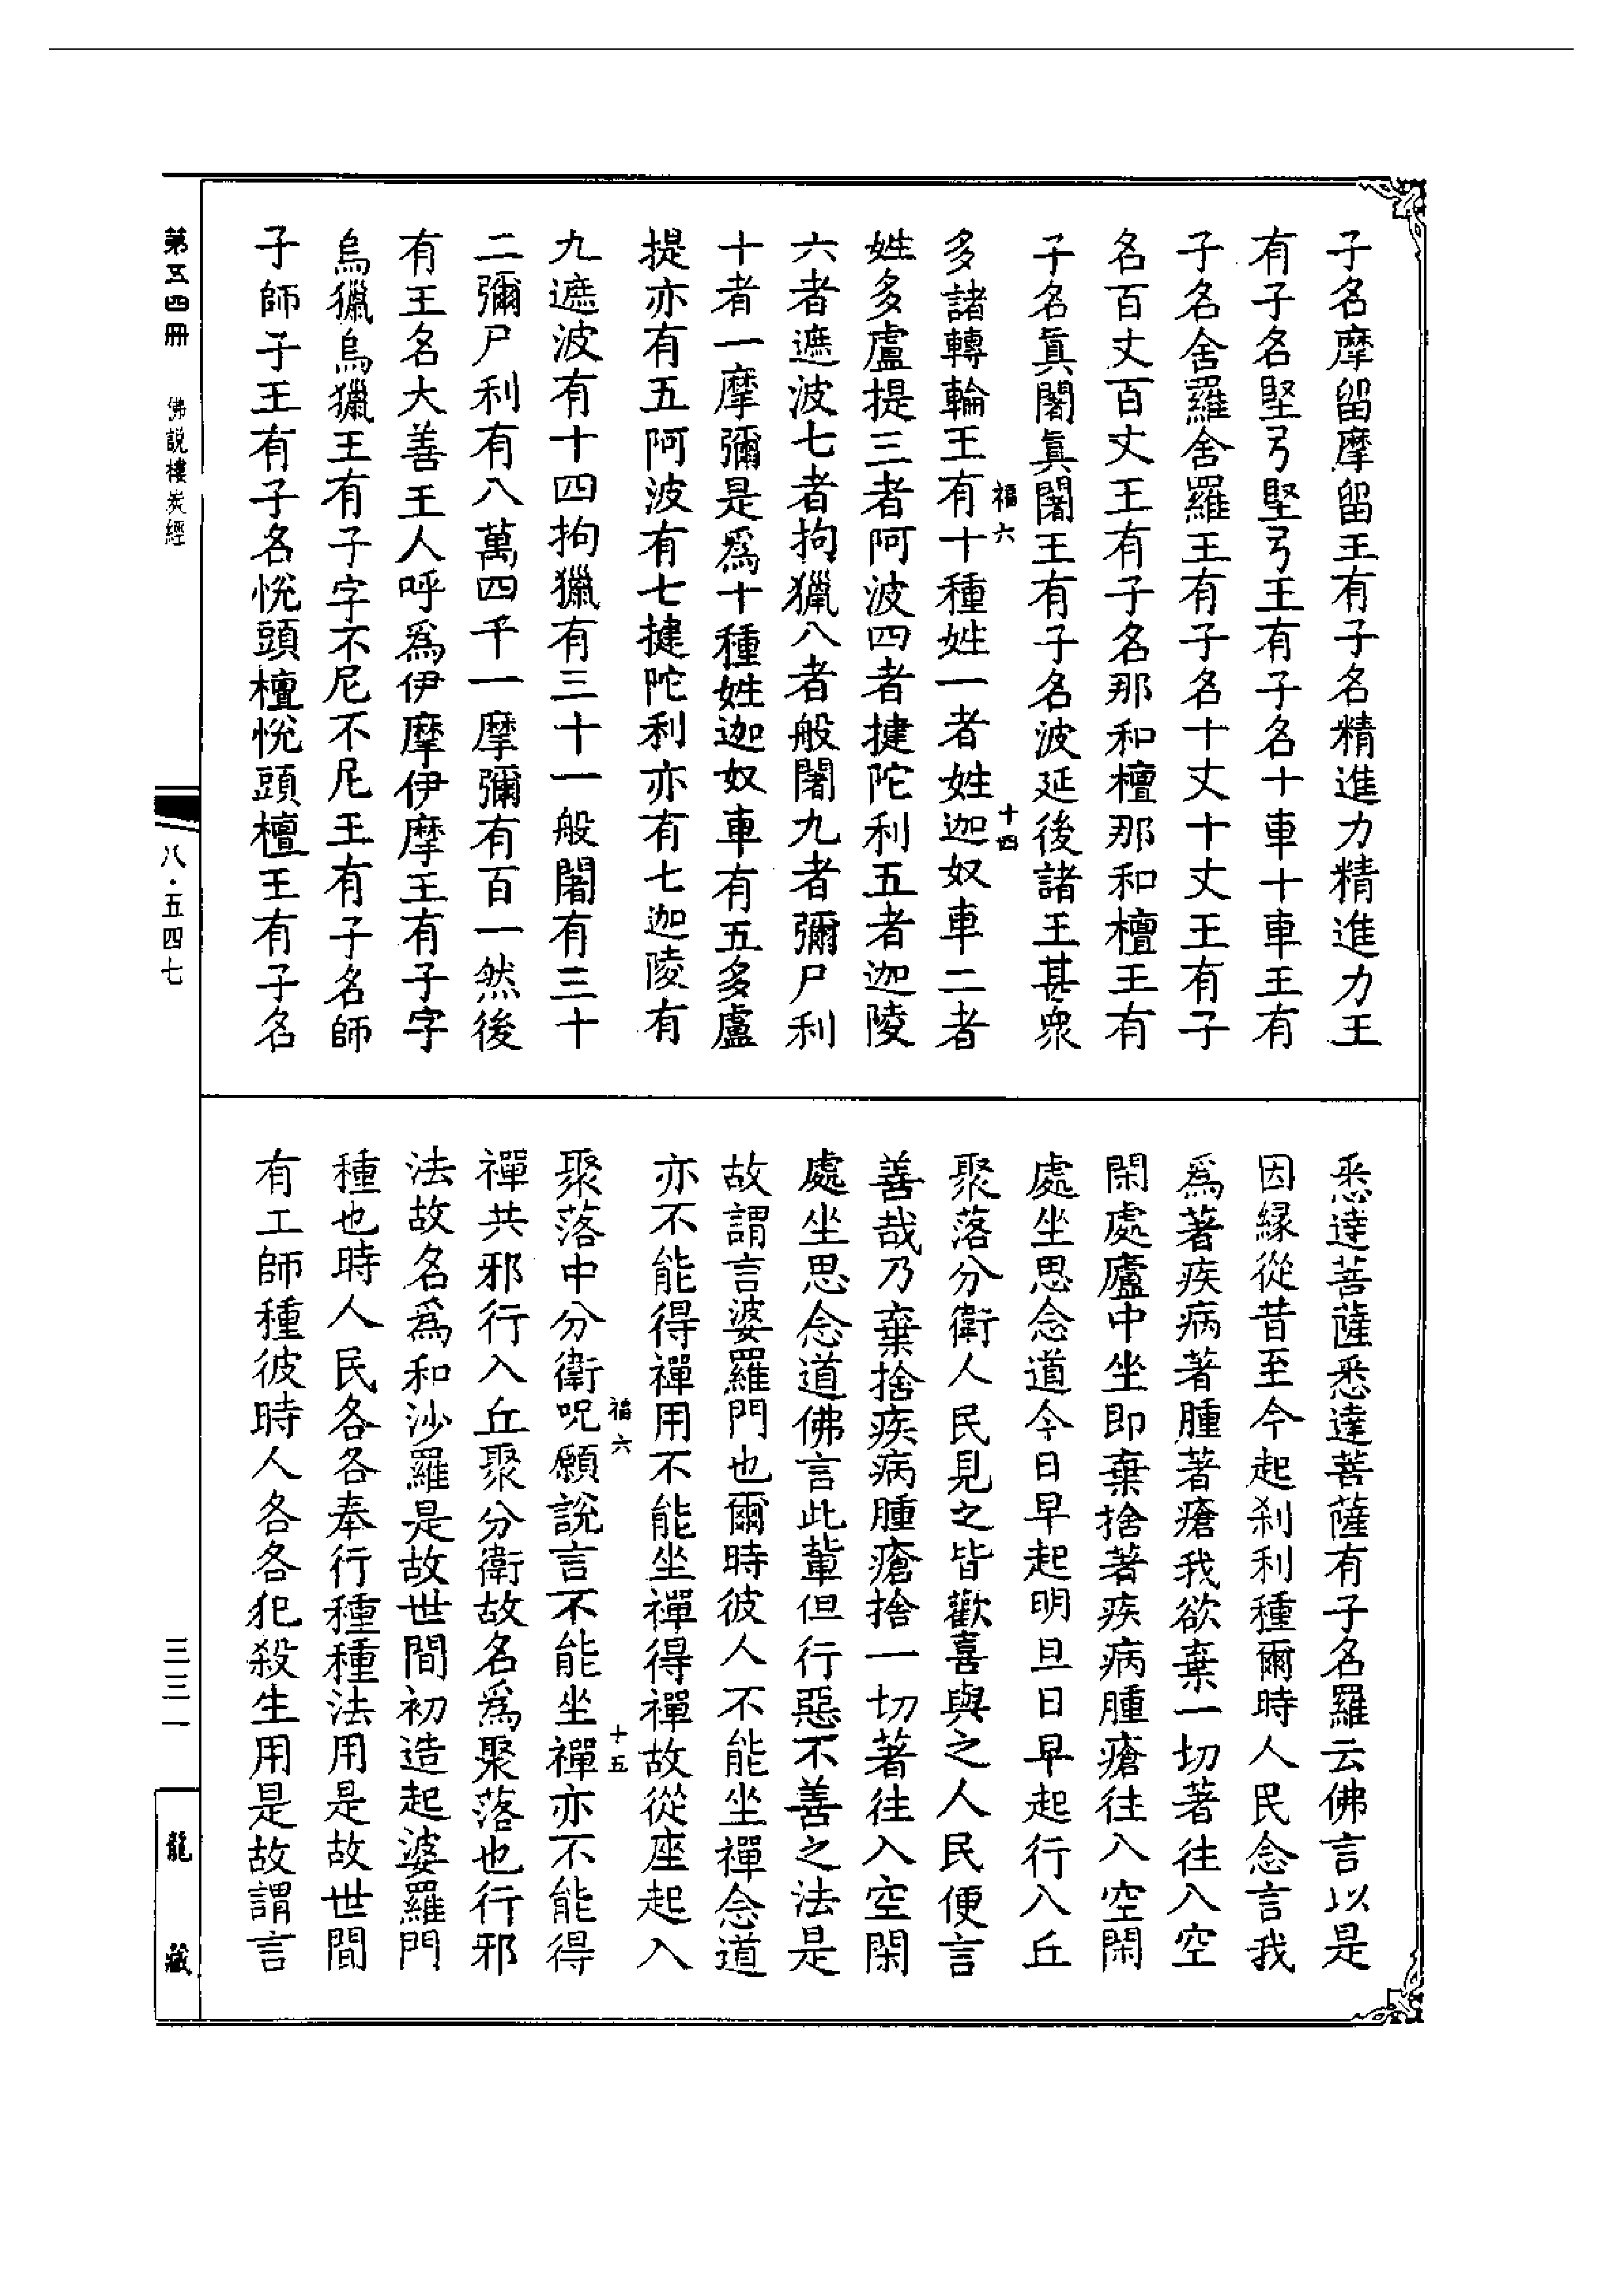 子名摩留摩留王有子名精進力精進力王
有子名堅弓堅弓王有子名十車十車王有
子名舍羅舍羅王有子名十丈十丈王有子
名百丈百丈王有子名那和檀那和檀王有
子名真闍真闍王有子名波延後諸王甚眾
多諸轉輪王有十種姓一者姓迦奴車二者
福六 十四
姓多盧提三者阿波四者揵陀利五者迦陵
六者遮波七者拘獵八者般闍九者彌尸利
十者一摩彌是為十種姓迦奴車有五多盧
提亦有五阿波有七揵陀利亦有七迦陵有
九遮波有十四拘獵有三十一般闍有三十
二彌尸利有八萬四千一摩彌有百一然後
有王名大善王人呼為伊摩伊摩王有子字
烏獵烏獵王有子字不尼不尼王有子名師
子師子王有子名悅頭檀悅頭檀王有子名
悉達菩薩悉達菩薩有子名羅云佛言以是
因緣從昔至今起剎利種爾時人民念言我
為著疾病著腫著瘡我欲棄一切著往入空
閑處廬中坐即棄捨著疾病腫瘡往入空閑
處坐思念道今日早起明旦日早起行入丘
聚落分衛人民見之皆歡喜與之人民便言
善哉乃棄捨疾病腫瘡捨一切著往入空閑
處坐思念道佛言此輩但行惡不善之法是
故謂言婆羅門也爾時彼人不能坐禪念道
亦不能得禪用不能坐禪得禪故從座起入
聚落中分衛呪願說言不能坐禪亦不能得
福六 十五
禪共邪行入丘聚分衛故名為聚落也行邪
法故名為和沙羅是故世間初造起婆羅門
種也時人民各各奉行種種法用是故世間
有工師種彼時人各各犯殺生用是故謂言
第五四冊 佛說樓炭經
八·五四七
三三一
龍藏